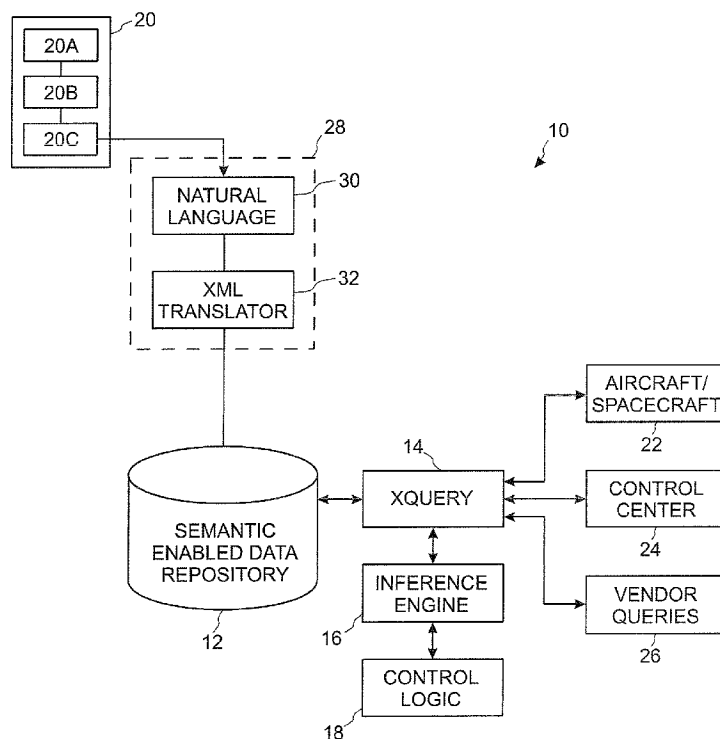 20
20A
20B
20C
28
10
NATURAL
LANGUAGE
30
XML
TRANSLATOR
32
AIRCRAFT/
SPACECRAFT
22
14
XQUERY
CONTROL
CENTER
24
SEMANTIC
ENABLED DATA
REPOSITORY
12
INFERENCE
ENGINE
16
VENDOR
QUERIES
26
CONTROL
LOGIC
18